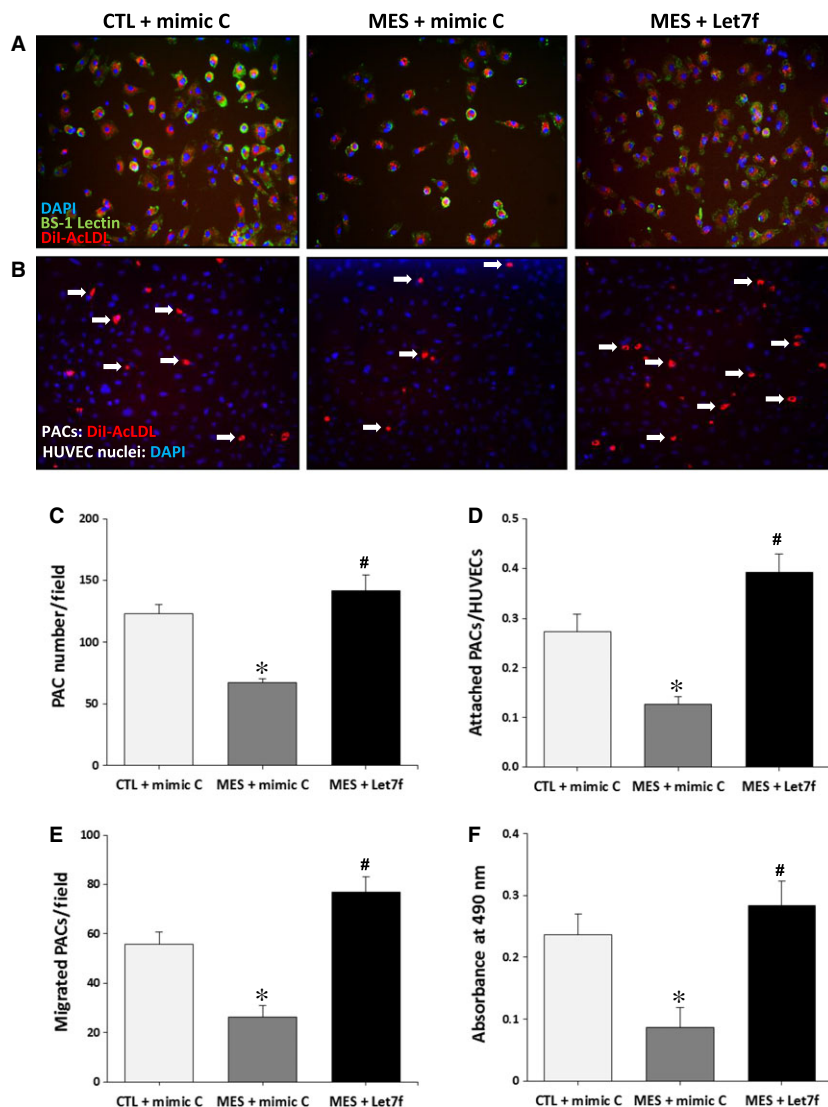 CTL + mimic C MES + mimic C MES + Let7f
A
DAPI
BS-1 Lectin
DiI-AcLDL
B
PACs: DiI-AcLDL
HUVEC nuclei: DAPI
C
PAC number/field
200
150
100
50
0
*
#
CTL + mimic C MES + mimic C MES + Let7f
D
Attached PACs/HUVECs
0.5
0.4
0.3
0.2
0.1
0.0
*
#
CTL + mimic C MES + mimic C MES + Let7f
E
Migrated PACs/field
100
80
60
40
20
0
*
#
CTL + mimic C MES + mimic C MES + Let7f
F
Absorbance at 490 nm
0.4
0.3
0.2
0.1
0
*
#
CTL + mimic C MES + mimic C MES + Let7f